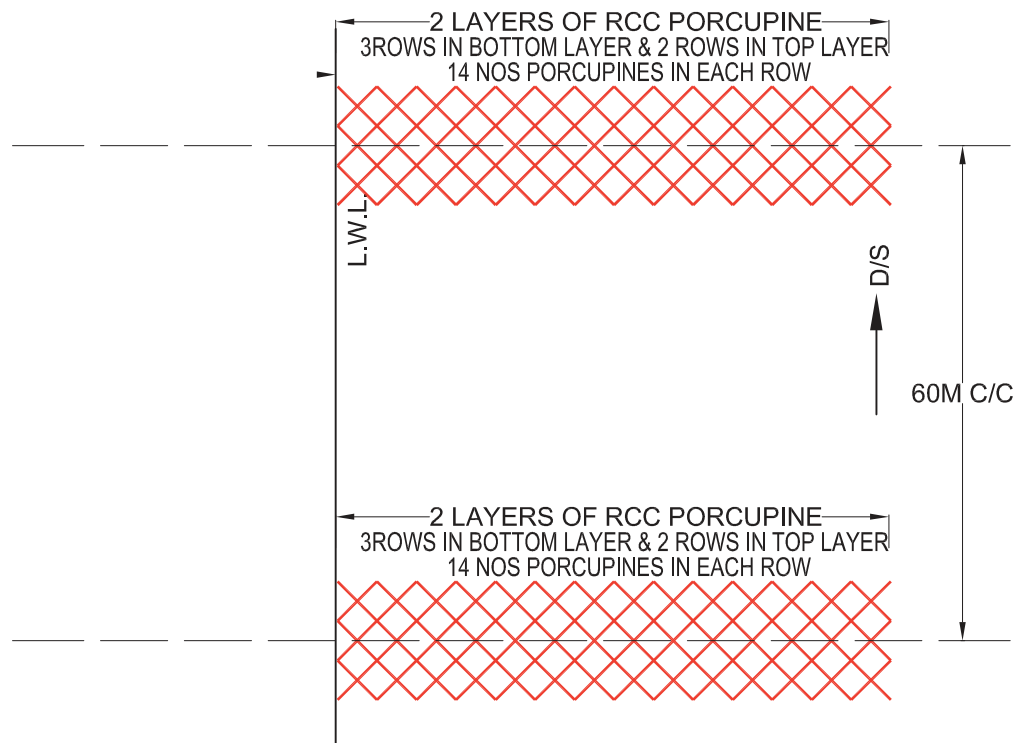 2 LAYERS OF RCC PORCUPINE
3ROWS IN BOTTOM LAYER & 2 ROWS IN TOP LAYER
14 NOS PORCUPINES IN EACH ROW
L.W.L.
D/S
60M C/C
2 LAYERS OF RCC PORCUPINE
3ROWS IN BOTTOM LAYER & 2 ROWS IN TOP LAYER
14 NOS PORCUPINES IN EACH ROW